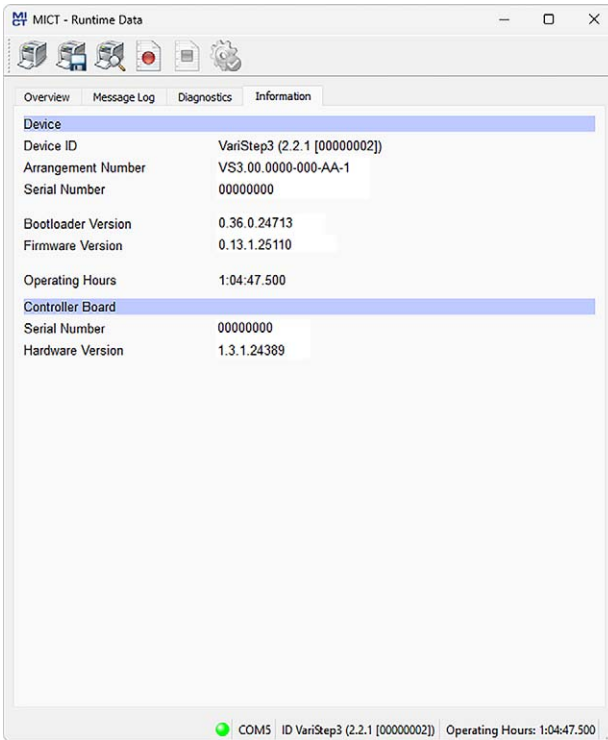 MICT - Runtime Data
Overview Message Log Diagnostics Information
Device
Device ID VariStep3 (2.2.1 [00000002])
Arrangement Number VS3.00.0000-000-AA-1
Serial Number 00000000
Bootloader Version 0.36.0.24713
Firmware Version 0.13.1.25110
Operating Hours 1:04:47.500
Controller Board
Serial Number 00000000
Hardware Version 1.3.1.24389
COM5 ID VariStep3 (2.2.1 [00000002]) Operating Hours: 1:04:47.500